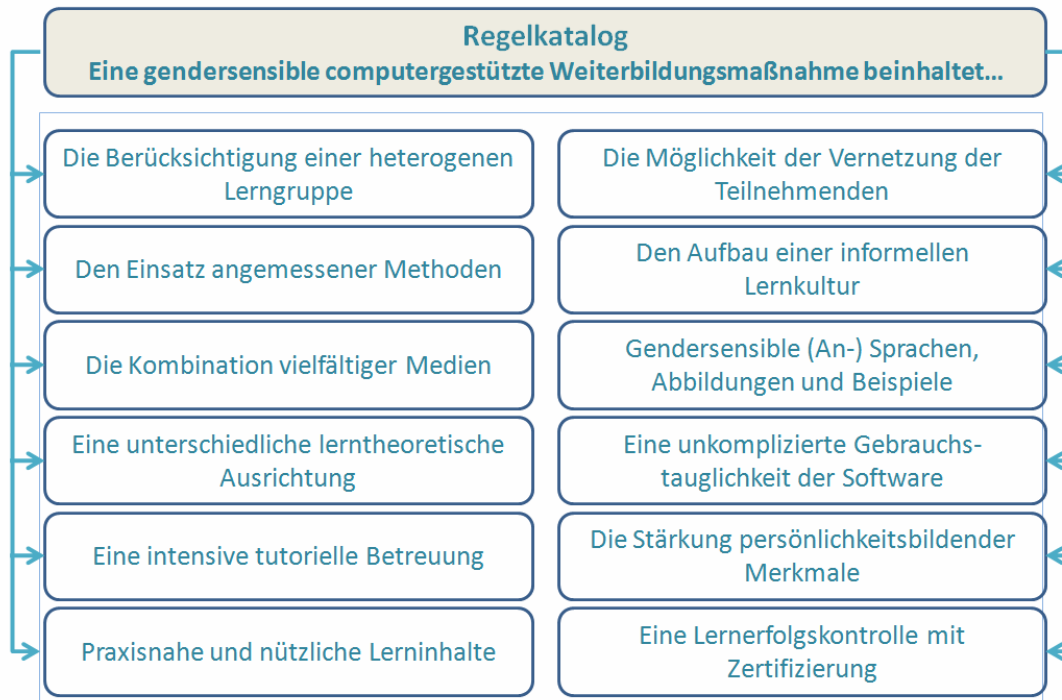 Regelkatalog
Eine gendersensible computergestützte Weiterbildungsmaßnahme beinhaltet...
Die Berücksichtigung einer heterogenen
Lerngruppe
Die Möglichkeit der Vernetzung der
Teilnehmenden
Den Einsatz angemessener Methoden
Den Aufbau einer informellen
Lernkultur
Die Kombination vielfältiger Medien
Gendersensible (An-) Sprachen,
Abbildungen und Beispiele
Eine unterschiedliche lerntheoretische
Ausrichtung
Eine unkomplizierte Gebrauchs-
tauglichkeit der Software
Eine intensive tutorielle Betreuung
Die Stärkung persönlichkeitsbildender
Merkmale
Praxisnahe und nützliche Lerninhalte
Eine Lernerfolgskontrolle mit
Zertifizierung